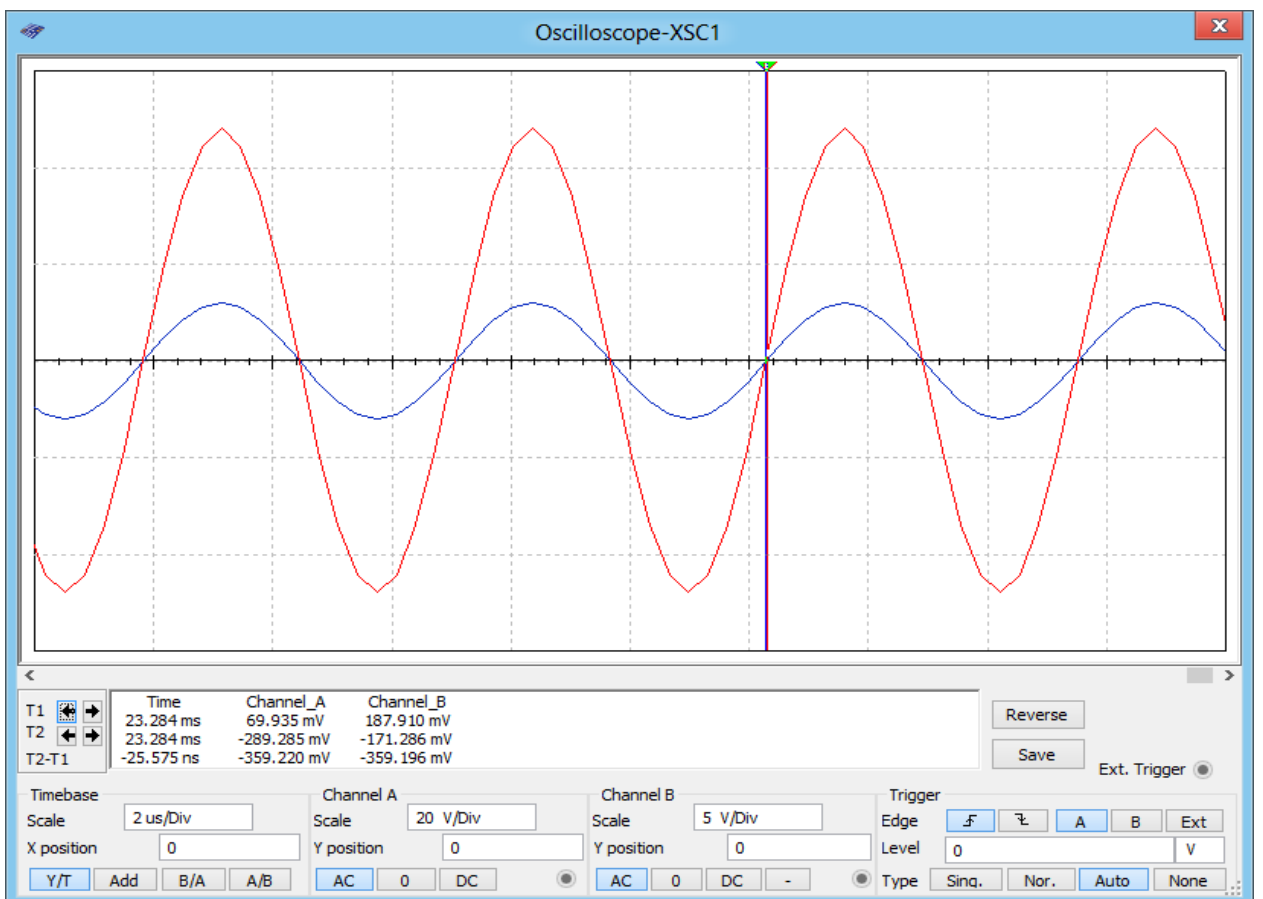 Oscilloscope-XSC1
x
Time Channel_A Channel_B
T1 23.284 ms 69.935 mV 187.910 mV
T2 23.284 ms -289.285 mV -171.286 mV
T2-T1 -25.575 ns -359.220 mV -359.196 mV
Reverse
Save
Ext. Trigger
Timebase Channel A Channel B Trigger
Scale 2 us/Div Scale 20 V/Div Scale 5 V/Div Edge A B Ext
X position 0 Y position 0 Y position 0 Level 0 V
Y/T Add B/A A/B AC 0 DC AC 0 DC - Type Sing. Nor. Auto None